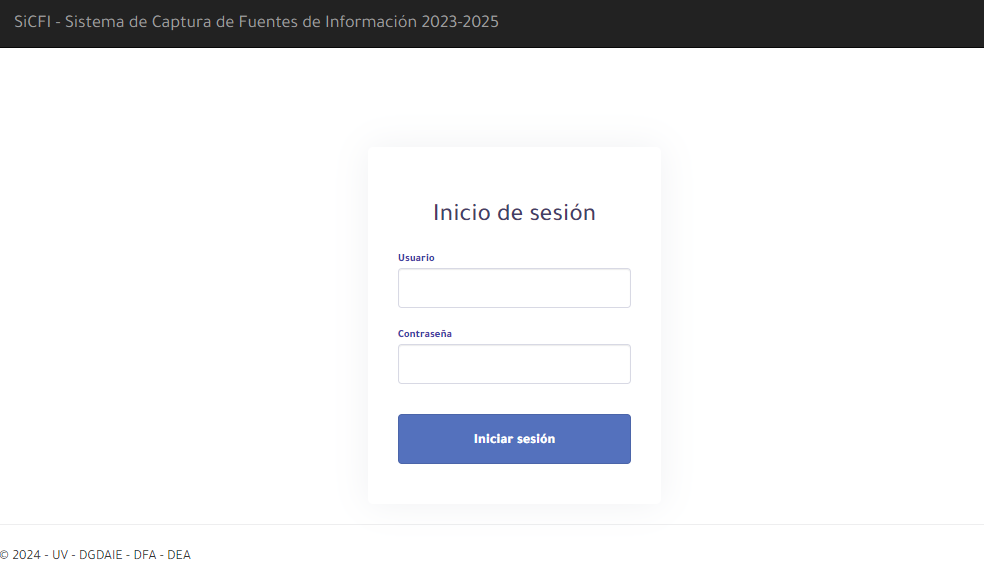 SiCFI - Sistema de Captura de Fuentes de Información 2023-2025
Inicio de sesión
Usuario
Contraseña
Iniciar sesión
© 2024 - UV - DGDAIE - DFA - DEA